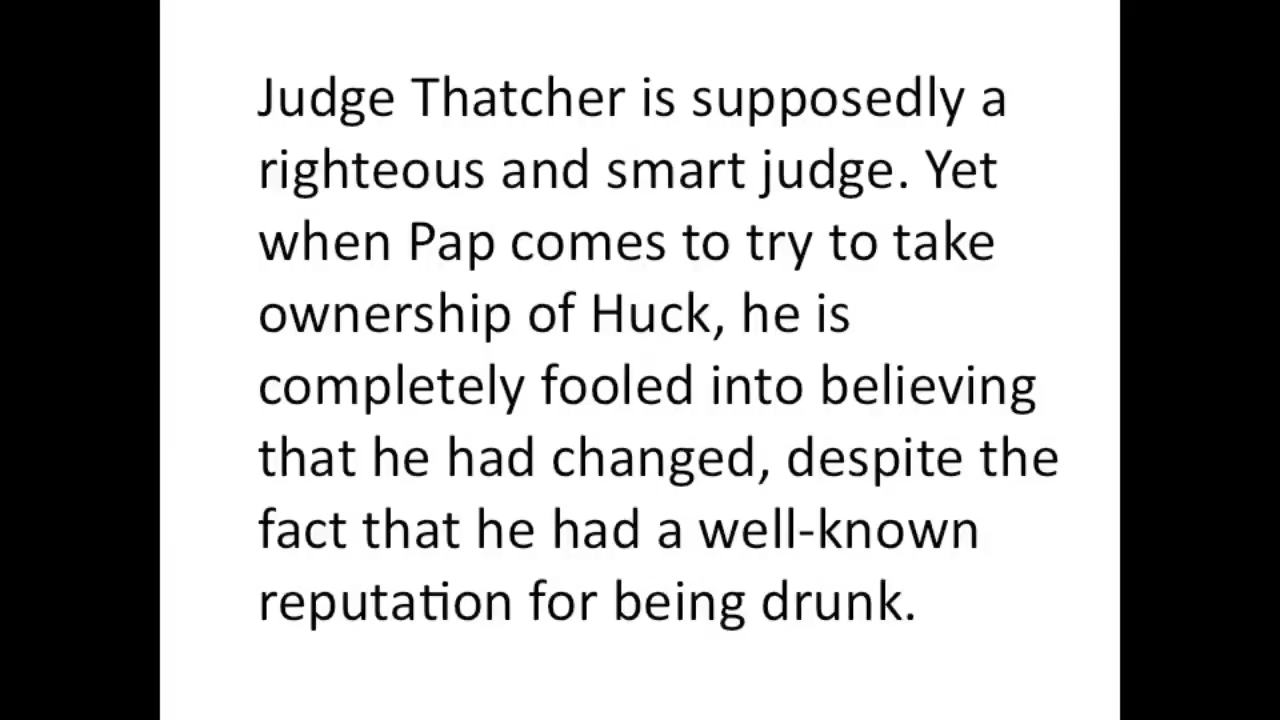 Judge Thatcher is supposedly a
righteous and smart judge. Yet
when Pap comes to try to take
ownership of Huck, he is
completely fooled into believing
that he had changed, despite the
fact that he had a well-known
reputation for being drunk.